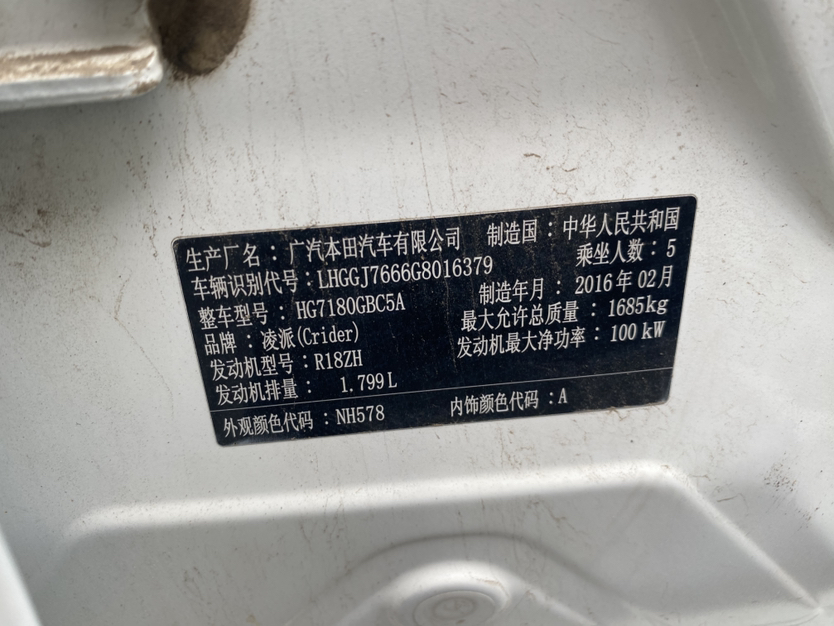 生产厂名：广汽本田汽车有限公司 制造国：中华人民共和国
车辆识别代号：LHGGJ7666G8016379 乘坐人数：5
整车型号：HG7180GBC5A 制造年月：2016年02月
品牌：凌派(Crider) 最大允许总质量：1685kg
发动机型号：R18ZH 发动机最大净功率：100kW
发动机排量：1.799L
外观颜色代码：NH578 内饰颜色代码：A